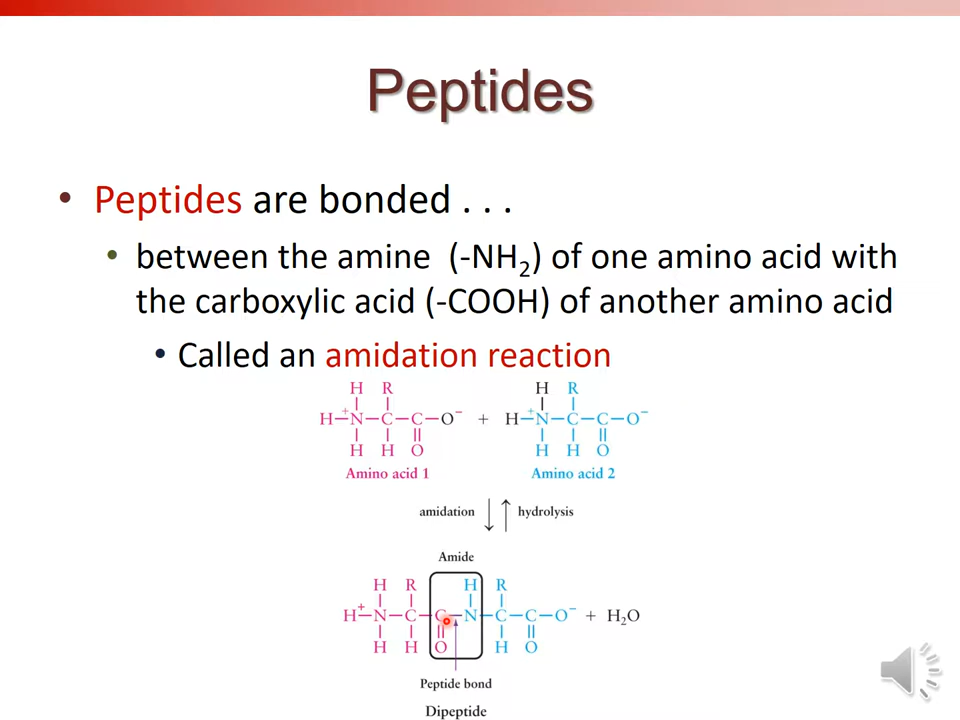 Peptides
• Peptides are bonded . . .
• between the amine (-NH₂) of one amino acid with
the carboxylic acid (-COOH) of another amino acid
• Called an amidation reaction
H R H R
H—⁺N—C—C—O⁻ + H—⁺N—C—C—O⁻
H H O H H O
Amino acid 1 Amino acid 2
amidation hydrolysis
Amide
H R H R
H—⁺N—C—C—N—C—C—O⁻ + H₂O
H H O H O
Peptide bond
Dipeptide